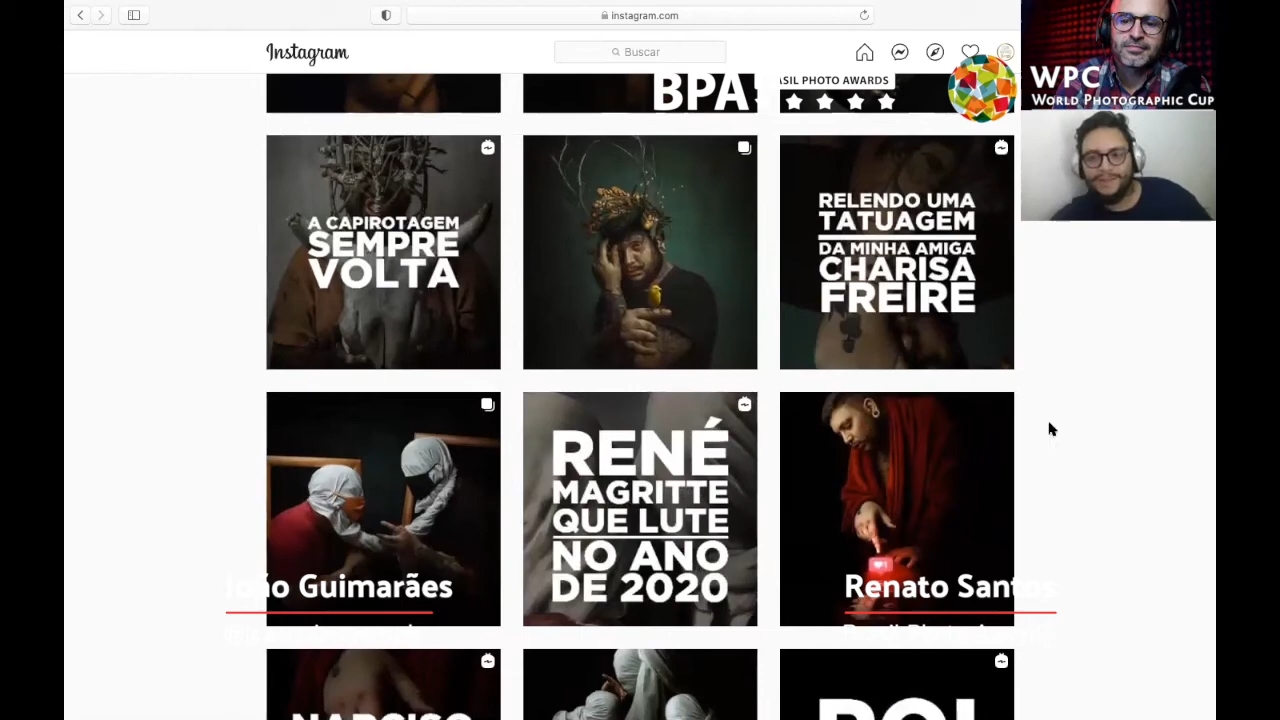 instagram.com
Instagram
Buscar
ASIL PHOTO AWARDS
BPA
WPC
WORLD PHOTOGRAPHIC CUP
A CAPIROTAGEM
SEMPRE
VOLTA
RELENDO UMA
TATUAGEM
DA MINHA AMIGA
CHARISA
FREIRE
RENÉ
MAGRITTE
QUE LUTE
NO ANO
DE 2020
João Guimarães
Renato Santos
NARCISO